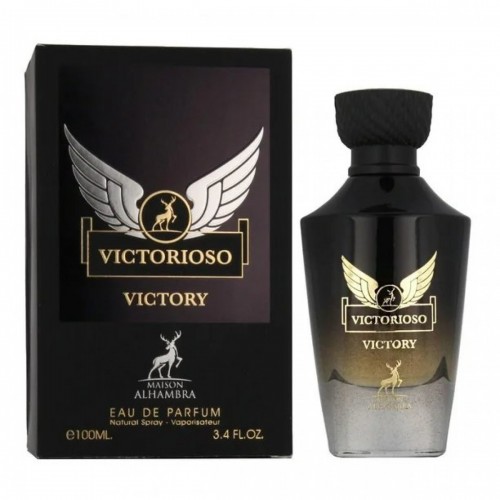 VICTORIOSO
VICTORY
MAISON
ALHAMBRA
EAU DE PARFUM
Natural Spray - Vaporisateur
℮100ML. 3.4 FL.OZ.
VICTORIOSO
VICTORY